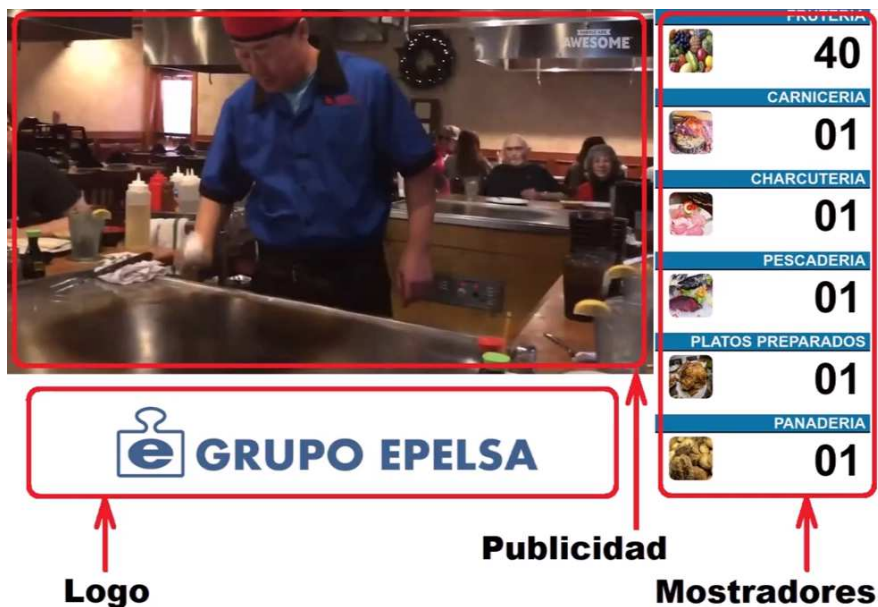 AWESOME
FRUTERIA
40
CARNICERIA
01
CHARCUTERIA
01
PESCADERIA
01
PLATOS PREPARADOS
01
PANADERIA
01
e GRUPO EPELSA
Publicidad
Logo
Mostradores